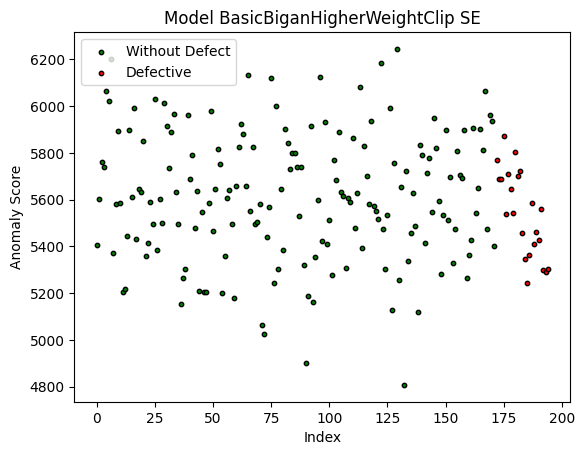 Model BasicBiganHigherWeightClip SE
Without Defect
Defective
6200
6000
5800
5600
5400
5200
5000
4800
Anomaly Score
0 25 50 75 100 125 150 175 200
Index